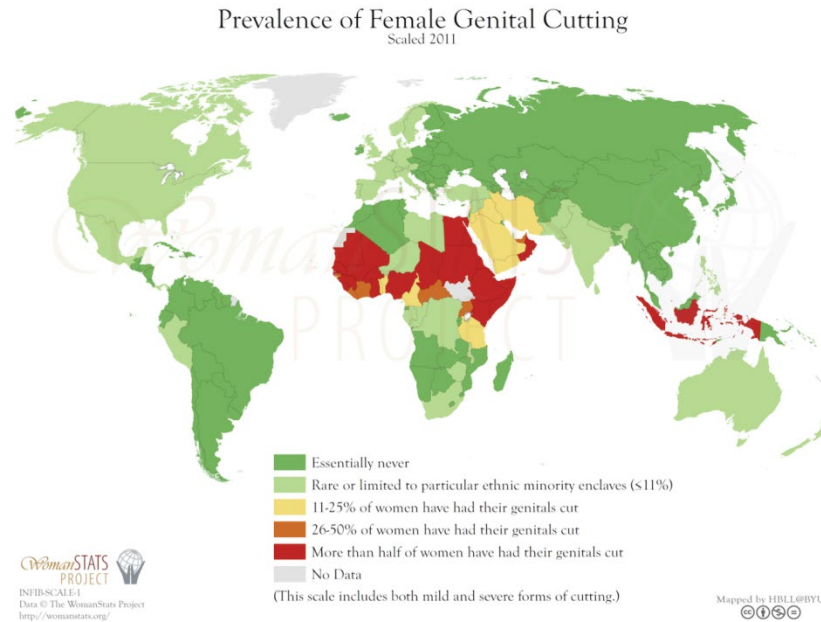 Prevalence of Female Genital Cutting
Scaled 2011
WomanSTATS
PROJECT
Essentially never
Rare or limited to particular ethnic minority enclaves (≤11%)
11-25% of women have had their genitals cut
26-50% of women have had their genitals cut
More than half of women have had their genitals cut
No Data
(This scale includes both mild and severe forms of cutting.)
WomanSTATS
PROJECT
INFIB-SCALE-1
Data © The WomanStats Project
http://womanstats.org/
Mapped by HBLL@BYU